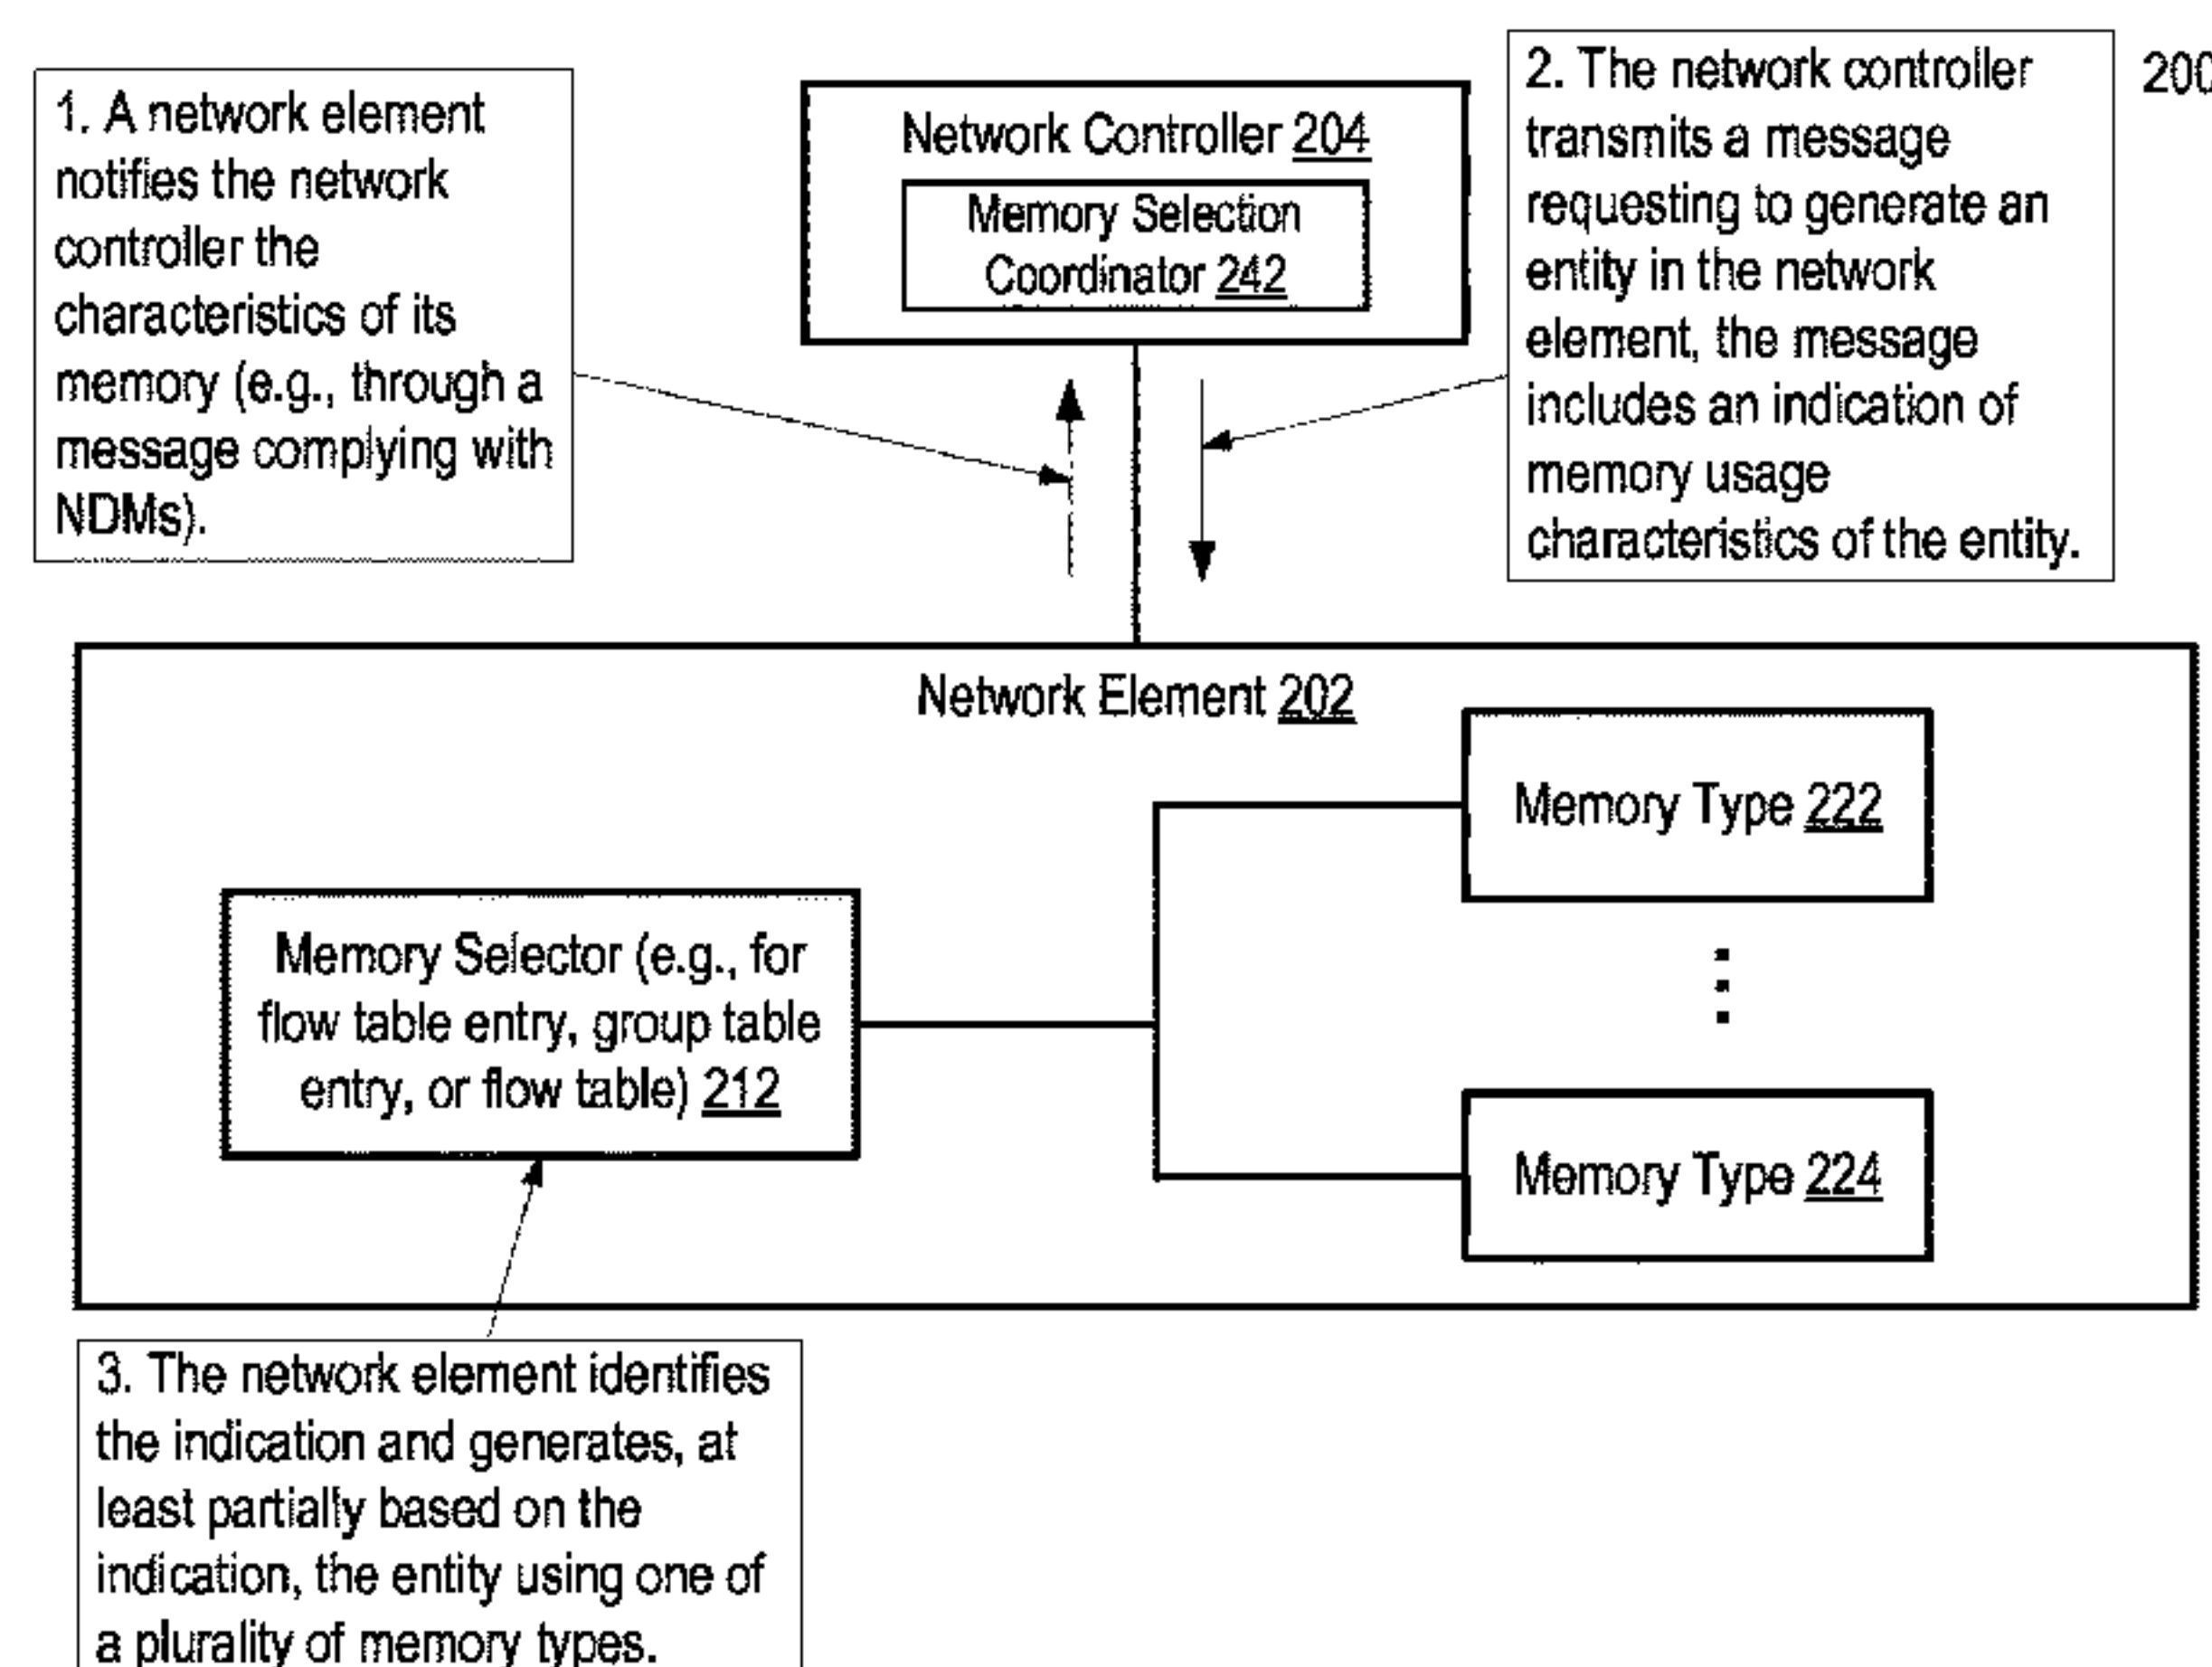 1. A network element
notifies the network
controller the
characteristics of its
memory (e.g., through a
message complying with
NDMs).
Network Controller 204
Memory Selection
Coordinator 242
2. The network controller
transmits a message
requesting to generate an
entity in the network
element, the message
includes an indication of
memory usage
characteristics of the entity.
200
Network Element 202
Memory Type 222
Memory Selector (e.g., for
flow table entry, group table
entry, or flow table) 212
Memory Type 224
3. The network element identifies
the indication and generates, at
least partially based on the
indication, the entity using one of
a plurality of memory types.